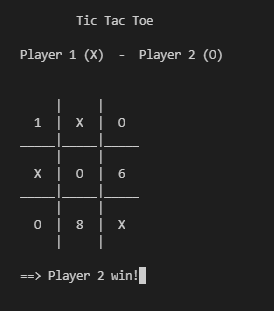 Tic Tac Toe
Player 1 (X)  -  Player 2 (O)
1 | X | O
X | O | 6
O | 8 | X
==> Player 2 win!